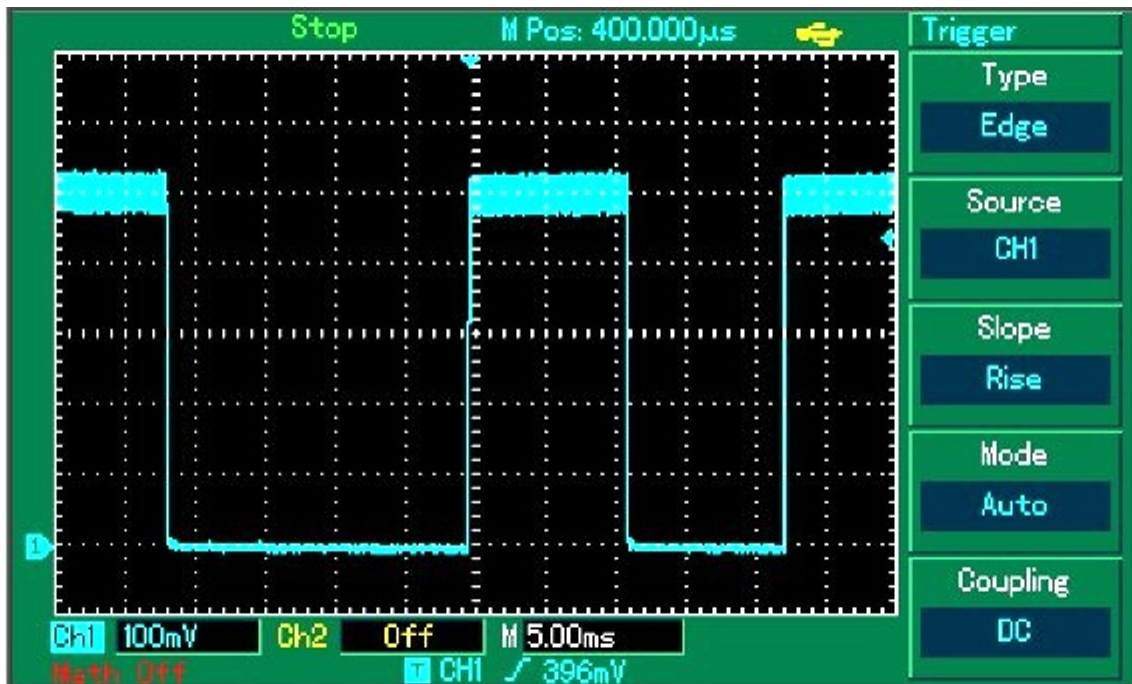 Stop M Pos: 400.000μs Trigger
Type
Edge
Source
CH1
Slope
Rise
Mode
Auto
Coupling
DC
1
Ch1 100mV Ch2 Off M 5.00ms
Math Off T CH1 396mV